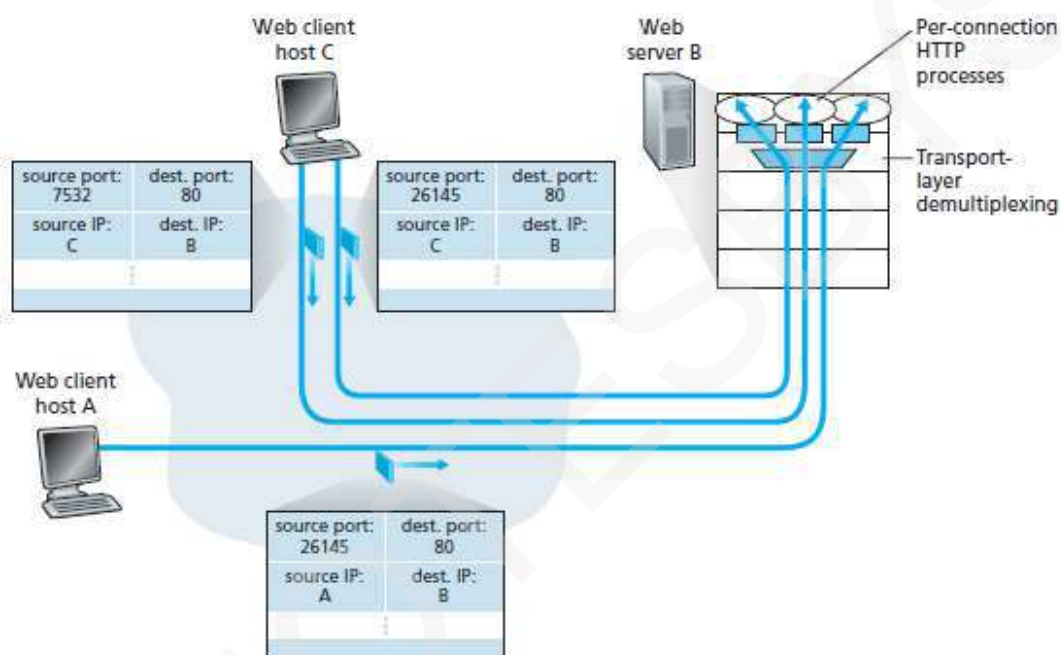 Web client
host C
Web
server B
Per-connection
HTTP
processes
Transport-
layer
demultiplexing
source port:
7532
dest. port:
80
source IP:
C
dest. IP:
B
source port:
26145
dest. port:
80
source IP:
C
dest. IP:
B
Web client
host A
source port:
26145
dest. port:
80
source IP:
A
dest. IP:
B